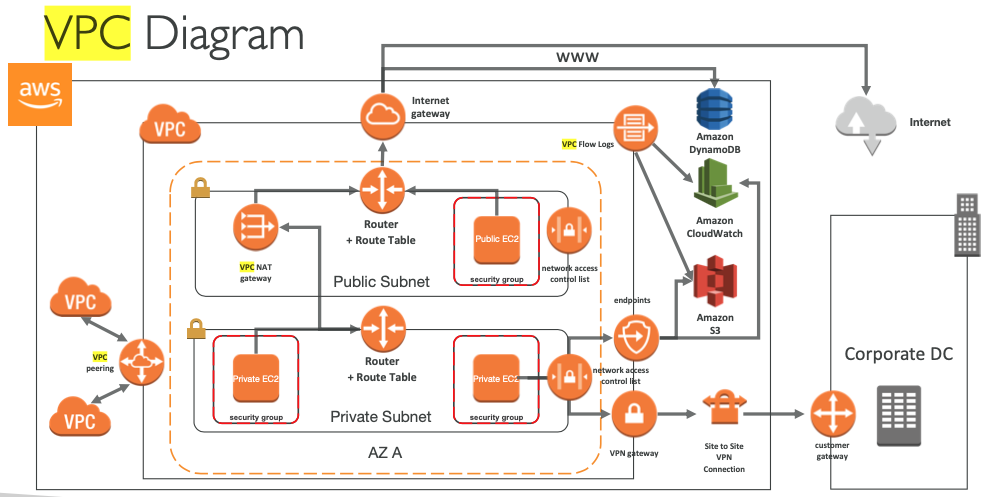 VPC Diagram
aws
WWW
Internet
gateway
VPC
VPC Flow Logs
Amazon
DynamoDB
Internet
Amazon
CloudWatch
Router
+ Route Table
Public EC2
security group
network access
control list
VPC NAT
gateway
Public Subnet
endpoints
Amazon
S3
VPC
VPC
peering
VPC
Router
+ Route Table
Private EC2
security group
Private EC2
security group
network access
control list
Private Subnet
AZ A
VPN gateway
Site to Site
VPN
Connection
Corporate DC
customer
gateway